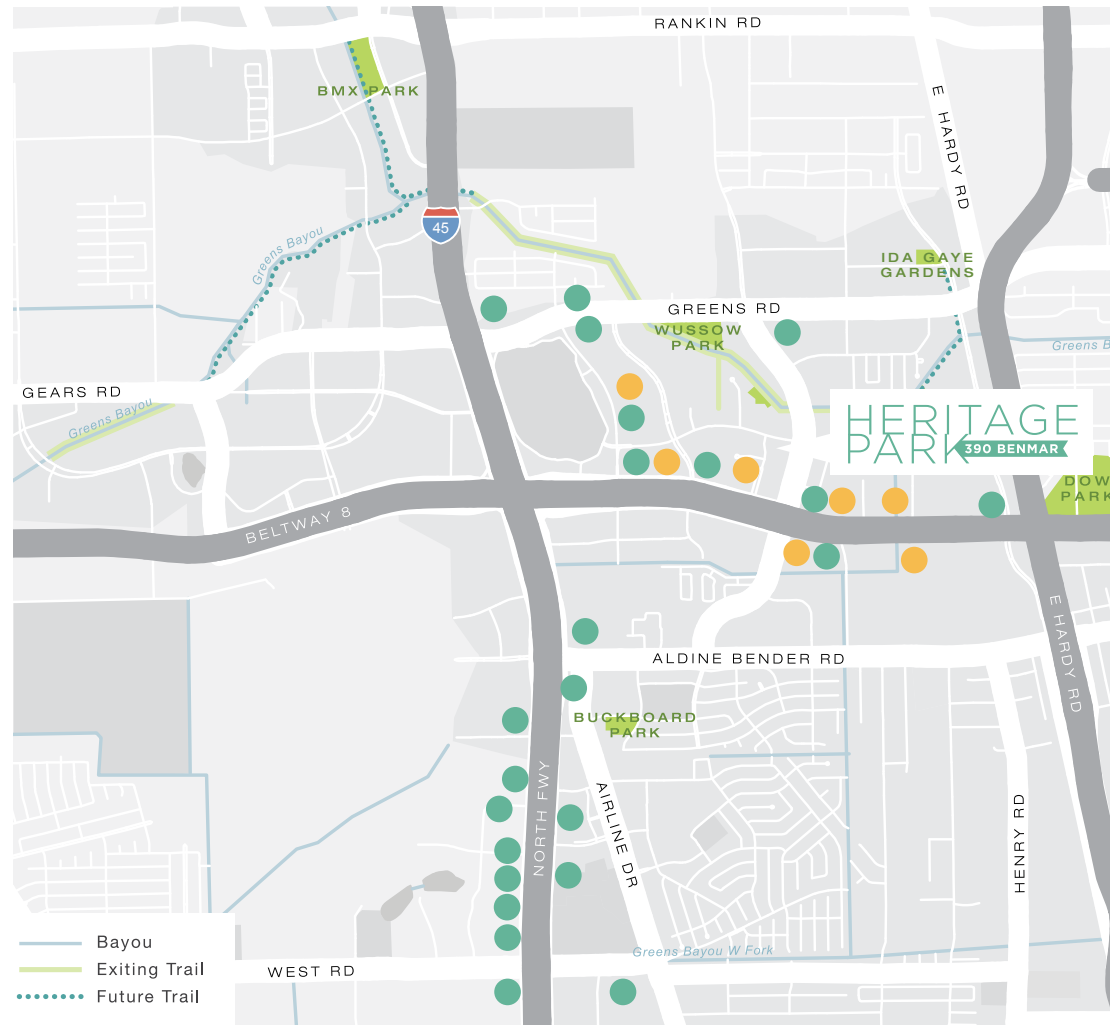 RANKIN RD
BMX PARK
E HARDY RD
45
Greens Bayou
IDA GAYE
GARDENS
GREENS RD
WUSSOW
PARK
Greens B
GEARS RD
Greens Bayou
HERITAGE
PARK 390 BENMAR
DOW
PARK
BELTWAY 8
E HARDY RD
ALDINE BENDER RD
BUCKBOARD
PARK
NORTH FWY
AIRLINE DR
HENRY RD
Greens Bayou W Fork
WEST RD
Bayou
Exiting Trail
Future Trail